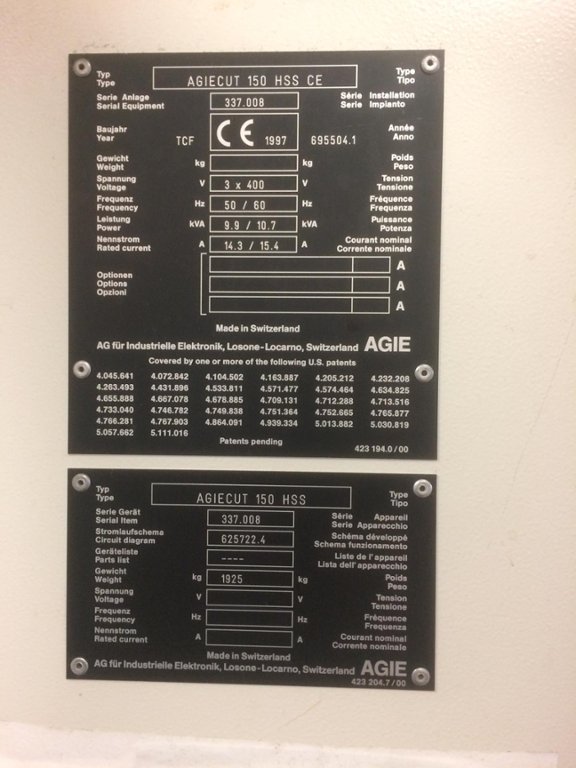 Typ
Type
AGIECUT 150 HSS CE
Type
Tipo
Serie Anlage
Serial Equipment
337.008
Série Installation
Serie Impianto
Baujahr
Year
TCF
CE 1997
695504.1
Année
Anno
Gewicht
Weight
kg
kg
Poids
Peso
Spannung
Voltage
V
3 x 400
V
Tension
Tensione
Frequenz
Frequency
Hz
50 / 60
Hz
Fréquence
Frequenza
Leistung
Power
kVA
9.9 / 10.7
kVA
Puissance
Potenza
Nennstrom
Rated current
A
14.3 / 15.4
A
Courant nominal
Corrente nominale
Optionen
Options
Opzioni
A
A
A
Made in Switzerland
AG für Industrielle Elektronik, Losone-Locarno, Switzerland AGIE
Covered by one or more of the following U.S. patents
4.045.641 4.072.842 4.104.502 4.163.887 4.205.212 4.232.208
4.263.493 4.431.896 4.533.811 4.571.477 4.574.464 4.634.825
4.655.888 4.667.078 4.678.885 4.709.131 4.712.288 4.713.516
4.733.040 4.746.782 4.749.838 4.751.364 4.752.665 4.765.877
4.766.281 4.767.903 4.864.091 4.939.334 5.013.882 5.030.819
5.057.662 5.111.016
Patents pending
423 194.0/00
Typ
Type
AGIECUT 150 HSS
Type
Tipo
Serie Gerät
Serial Item
337.008
Série Appareil
Serie Apparecchio
Stromlaufschema
Circuit diagram
625722.4
Schéma développé
Schema funzionamento
Geräteliste
Parts list
----
Liste de l'appareil
Lista dell'apparecchio
Gewicht
Weight
kg
1925
kg
Poids
Peso
Spannung
Voltage
V
V
Tension
Tensione
Frequenz
Frequency
Hz
Hz
Fréquence
Frequenza
Nennstrom
Rated current
A
A
Courant nominal
Corrente nominale
Made in Switzerland
AG für Industrielle Elektronik, Losone-Locarno, Switzerland AGIE
423 204.7/00